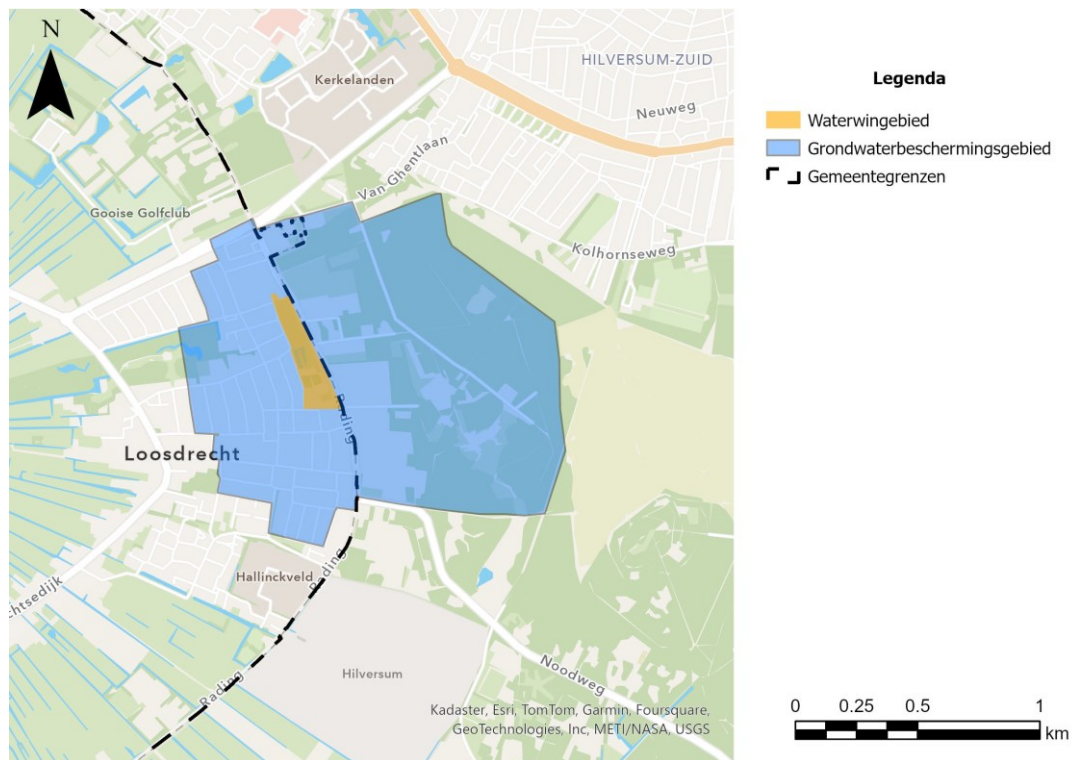 N
HILVERSUM-ZUID
Kerkelanden
Neuweg
Van Ghentlaan
Gooise Golfclub
Kolhornseweg
Rading
Loosdrecht
Hallinckveld
Rading
chtsedijk
Hilversum
Noodweg
Rading
Kadaster, Esri, TomTom, Garmin, Foursquare,
GeoTechnologies, Inc, METI/NASA, USGS
Legenda
Waterwingebied
Grondwaterbeschermingsgebied
Gemeentegrenzen
0 0.25 0.5 1
km